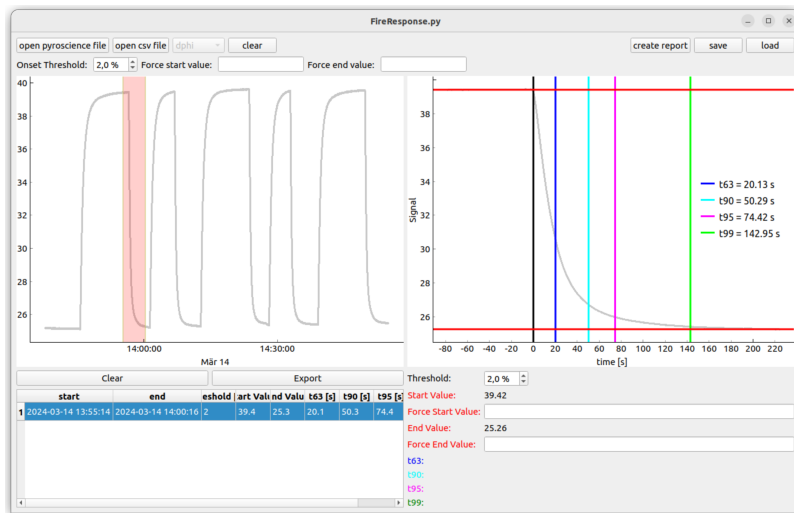 FireResponse.py
open pyroscience file open csv file dphi clear create report save load
Onset Threshold: 2,0 % Force start value: Force end value:
40
38
36
34
32
30
28
26
14:00:00 14:30:00
Mär 14
Signal
38
36
34
32
30
28
26
t63 = 20.13 s
t90 = 50.29 s
t95 = 74.42 s
t99 = 142.95 s
-80 -60 -40 -20 0 20 40 60 80 100 120 140 160 180 200 220
time [s]
Clear Export
start end eshold [ art Valu nd Value t63 [s] t90 [s] t95 [s]
1 2024-03-14 13:55:14 2024-03-14 14:00:16 2 39.4 25.3 20.1 50.3 74.4
Threshold: 2,0 %
Start Value: 39.42
Force Start Value:
End Value: 25.26
Force End Value:
t63:
t90:
t95:
t99: